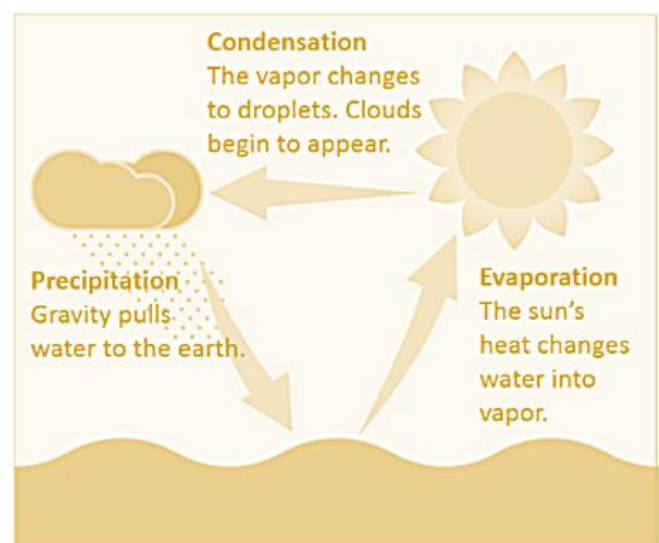 Condensation
The vapor changes
to droplets. Clouds
begin to appear.
Precipitation
Gravity pulls
water to the earth.
Evaporation
The sun's
heat changes
water into
vapor.